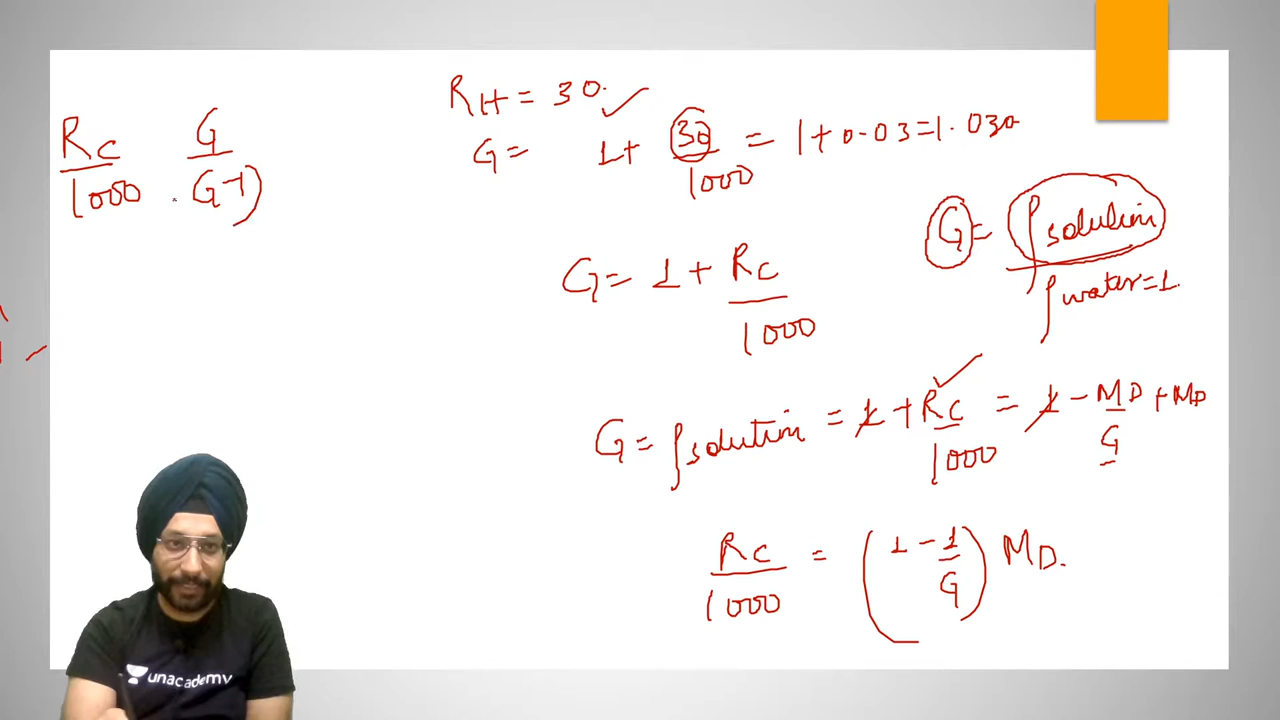 RH = 30.
G = 1 + 30/1000 = 1 + 0.03 = 1.030
Rc/1000 . G/(G-1)
G = ρsolution/ρwater=1.
G = 1 + Rc/1000
G = ρsolution = 1 + Rc/1000 = 1 - MD/G + MD
Rc/1000 = (1 - 1/G) MD.
unacademy